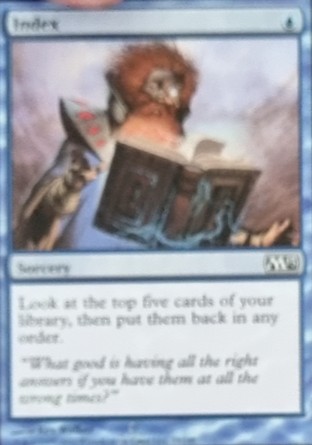 Index
Sorcery
Look at the top five cards of your
library, then put them back in any
order.
"What good is having all the right
answers if you have them at all the
wrong times?"